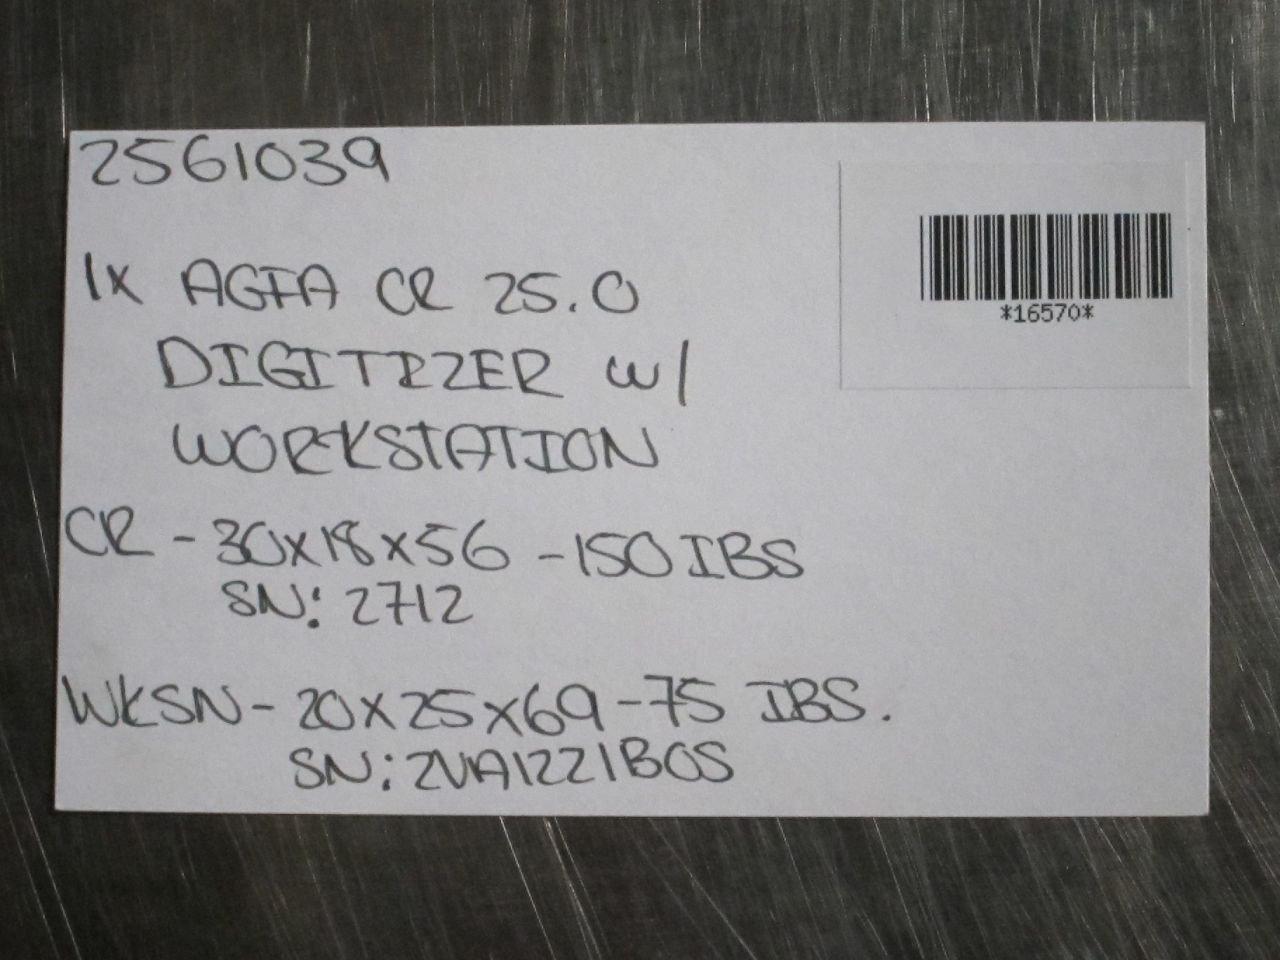 2561039
*16570*
1x AGFA CR 25.0
DIGITIZER w/
WORKSTATION
CR - 30x18x56 - 150 IBS
SN: 2712
WKSN - 20x25x69 - 75 IBS.
SN: 2VA1221BOS